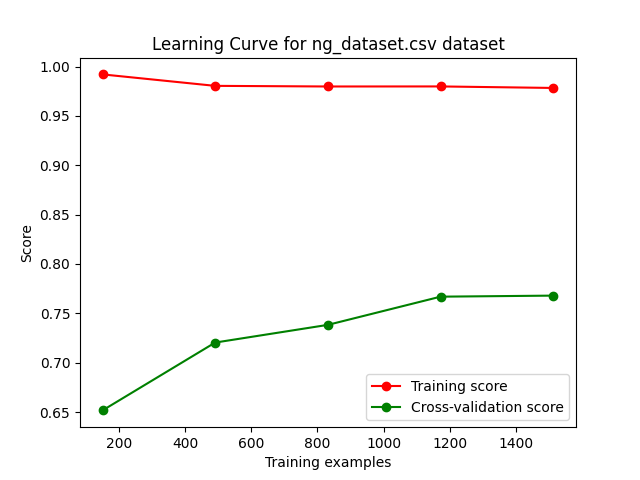 Learning Curve for ng_dataset.csv dataset
1.00
0.95
0.90
0.85
0.80
0.75
0.70
0.65
Score
200 400 600 800 1000 1200 1400
Training examples
Training score
Cross-validation score